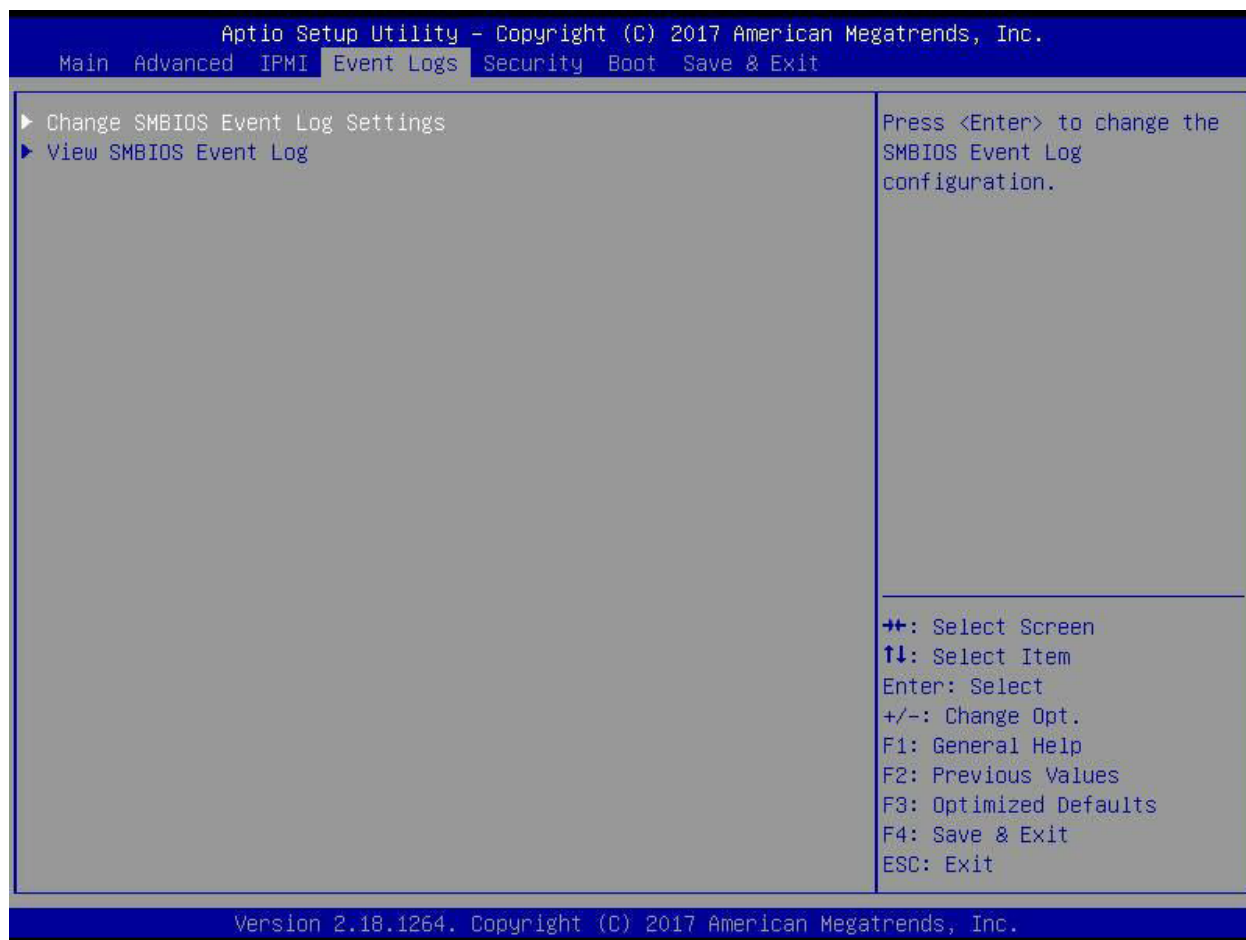 Aptio Setup Utility – Copyright (C) 2017 American Megatrends, Inc.
Main Advanced IPMI Event Logs Security Boot Save & Exit
▶ Change SMBIOS Event Log Settings
▶ View SMBIOS Event Log
Press <Enter> to change the
SMBIOS Event Log
configuration.
→←: Select Screen
↑↓: Select Item
Enter: Select
+/-: Change Opt.
F1: General Help
F2: Previous Values
F3: Optimized Defaults
F4: Save & Exit
ESC: Exit
Version 2.18.1264. Copyright (C) 2017 American Megatrends, Inc.